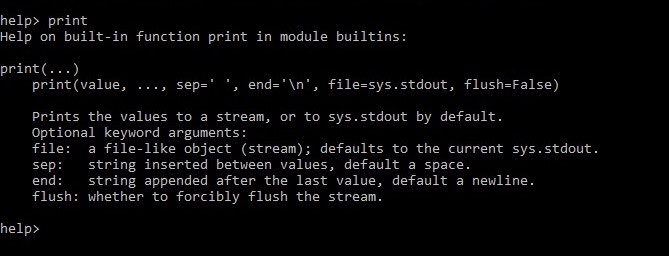 help> print
Help on built-in function print in module builtins:
print(...)
print(value, ..., sep=' ', end='\n', file=sys.stdout, flush=False)
Prints the values to a stream, or to sys.stdout by default.
Optional keyword arguments:
file:  a file-like object (stream); defaults to the current sys.stdout.
sep:   string inserted between values, default a space.
end:   string appended after the last value, default a newline.
flush: whether to forcibly flush the stream.
help>